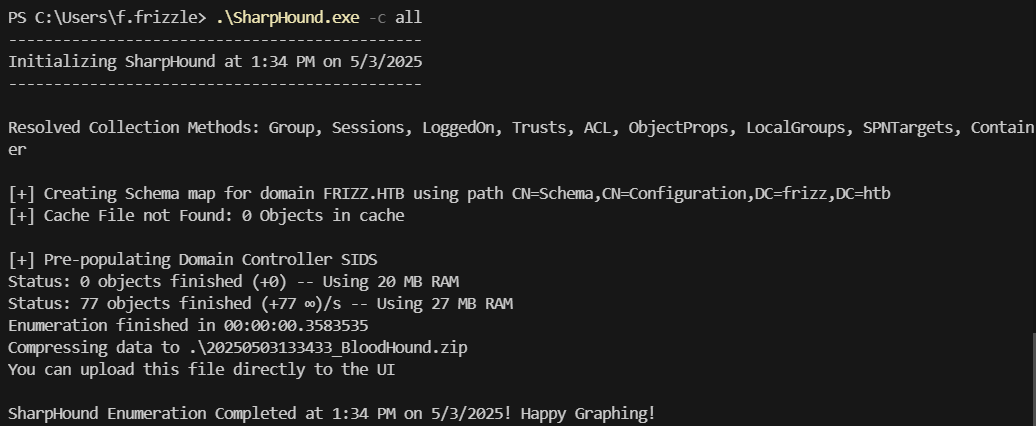 PS C:\Users\f.frizzle> .\SharpHound.exe -c all
-----------------------------------------------
Initializing SharpHound at 1:34 PM on 5/3/2025
-----------------------------------------------
Resolved Collection Methods: Group, Sessions, LoggedOn, Trusts, ACL, ObjectProps, LocalGroups, SPNTargets, Contain
er
[+] Creating Schema map for domain FRIZZ.HTB using path CN=Schema,CN=Configuration,DC=frizz,DC=htb
[+] Cache File not Found: 0 Objects in cache
[+] Pre-populating Domain Controller SIDS
Status: 0 objects finished (+0) -- Using 20 MB RAM
Status: 77 objects finished (+77 ∞)/s -- Using 27 MB RAM
Enumeration finished in 00:00:00.3583535
Compressing data to .\20250503133433_BloodHound.zip
You can upload this file directly to the UI
SharpHound Enumeration Completed at 1:34 PM on 5/3/2025! Happy Graphing!